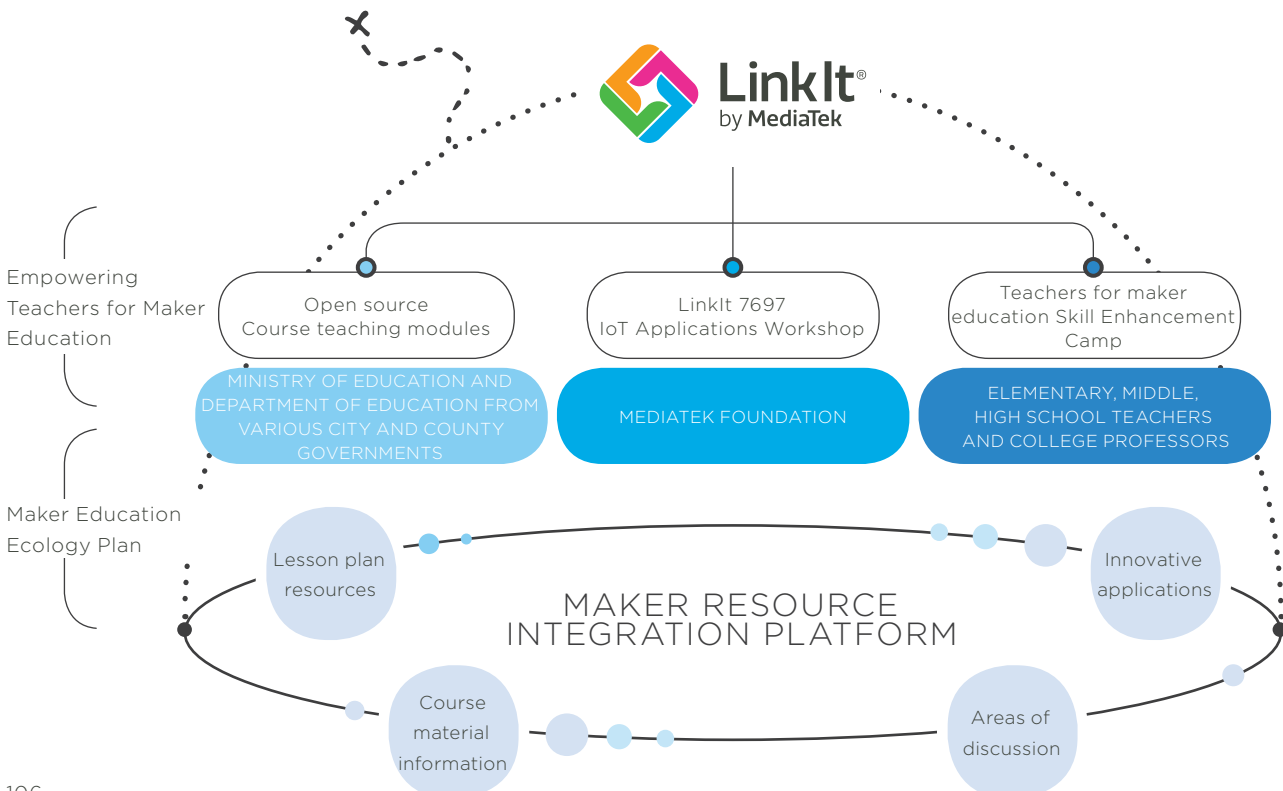 LinkIt®
by MediaTek
Empowering
Teachers for Maker
Education
Open source
Course teaching modules
LinkIt 7697
IoT Applications Workshop
Teachers for maker
education Skill Enhancement
Camp
MINISTRY OF EDUCATION AND
DEPARTMENT OF EDUCATION FROM
VARIOUS CITY AND COUNTY
GOVERNMENTS
MEDIATEK FOUNDATION
ELEMENTARY, MIDDLE,
HIGH SCHOOL TEACHERS
AND COLLEGE PROFESSORS
Maker Education
Ecology Plan
Lesson plan
resources
Innovative
applications
MAKER RESOURCE
INTEGRATION PLATFORM
Course
material
information
Areas of
discussion